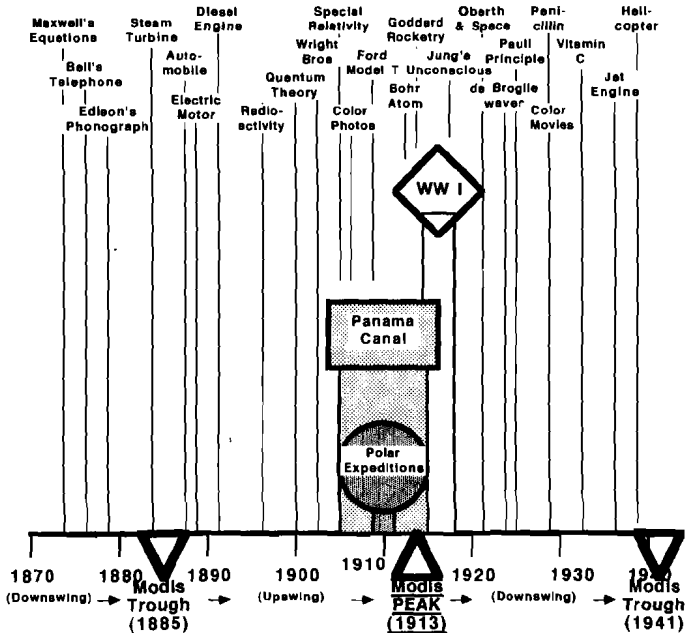 Maxwell's
Equations
Bell's
Telephone
Edison's
Phonograph
Steam
Turbine
Auto-
mobile
Electric
Motor
Diesel
Engine
Radio-
activity
Quantum
Theory
Wright
Bros
Special
Relativity
Color
Photos
Ford
Model T
Bohr
Atom
Goddard
Rocketry
Jung's
Unconscious
Oberth
& Space
de Broglie
waves
Pauli
Principle
Peni-
cillin
Color
Movies
Vitamin
C
Jet
Engine
Heli-
copter
WW I
Panama
Canal
Polar
Expeditions
1870 1880 1890 1900 1910 1920 1930 1940
(Downswing)
Modis
Trough
(1885)
(Upswing)
Modis
PEAK
(1913)
(Downswing)
Modis
Trough
(1941)